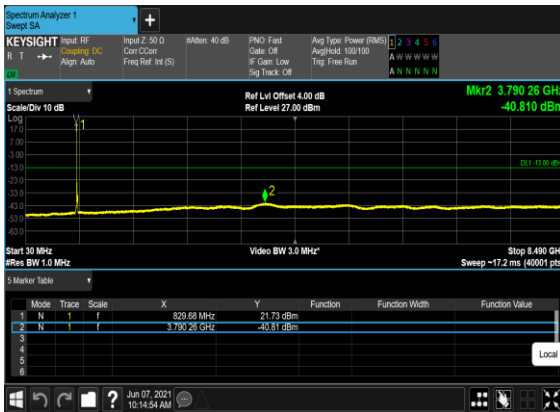 Spectrum Analyzer 1
Swept SA
+
KEYSIGHT Input: RF Input Z: 50 Ω #Atten: 40 dB PNO: Fast Avg Type: Power (RMS) 1 2 3 4 5 6
R T Coupling: DC Corr CCorr Gate: Off Avg|Hold: 100/100 A W W W W W
Align: Auto Freq Ref: Int (S) IF Gain: Low Trig: Free Run
Sig Track: Off A N N N N N
1 Spectrum
Ref Lvl Offset 4.00 dB Mkr2 3.790 26 GHz
Scale/Div 10 dB Ref Level 27.00 dBm -40.810 dBm
Log
17.0
7.00
-3.00
-13.0 DL1 -13.00 dBm
-23.0
-33.0
-43.0
-53.0
-63.0
1
2
Start 30 MHz Video BW 3.0 MHz* Stop 8.490 GH
#Res BW 1.0 MHz Sweep ~17.2 ms (40001 pts
5 Marker Table
Mode Trace Scale X Y Function Function Width Function Value
1 N 1 f 829.68 MHz 21.73 dBm
2 N 1 f 3.790 26 GHz -40.81 dBm
3
4
5
6
Local
? Jun 07, 2021
10:14:54 AM